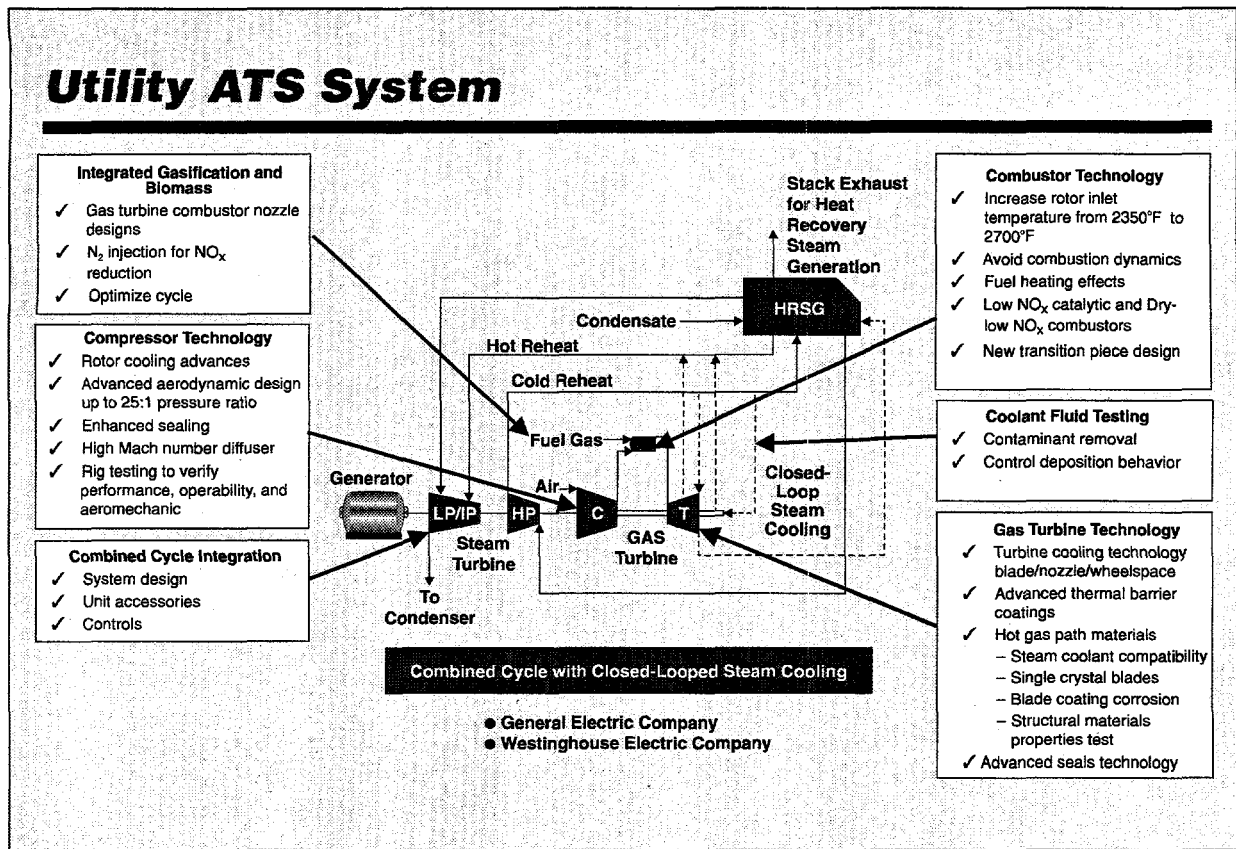 Utility ATS System
Integrated Gasification and
Biomass
✓ Gas turbine combustor nozzle
designs
✓ N₂ injection for NOₓ
reduction
✓ Optimize cycle
Compressor Technology
✓ Rotor cooling advances
✓ Advanced aerodynamic design
up to 25:1 pressure ratio
✓ Enhanced sealing
✓ High Mach number diffuser
✓ Rig testing to verify
performance, operability, and
aeromechanic
Combined Cycle Integration
✓ System design
✓ Unit accessories
✓ Controls
Stack Exhaust
for Heat
Recovery
Steam
Generation
HRSG
Condensate
Hot Reheat
Cold Reheat
Fuel Gas
Air
Generator
LP/IP
HP
C
T
Steam
Turbine
GAS
Turbine
Closed-
Loop
Steam
Cooling
To
Condenser
Combined Cycle with Closed-Looped Steam Cooling
● General Electric Company
● Westinghouse Electric Company
Combustor Technology
✓ Increase rotor inlet
temperature from 2350°F to
2700°F
✓ Avoid combustion dynamics
✓ Fuel heating effects
✓ Low NOₓ catalytic and Dry-
low NOₓ combustors
✓ New transition piece design
Coolant Fluid Testing
✓ Contaminant removal
✓ Control deposition behavior
Gas Turbine Technology
✓ Turbine cooling technology
blade/nozzle/wheelspace
✓ Advanced thermal barrier
coatings
✓ Hot gas path materials
– Steam coolant compatibility
– Single crystal blades
– Blade coating corrosion
– Structural materials
properties test
✓ Advanced seals technology